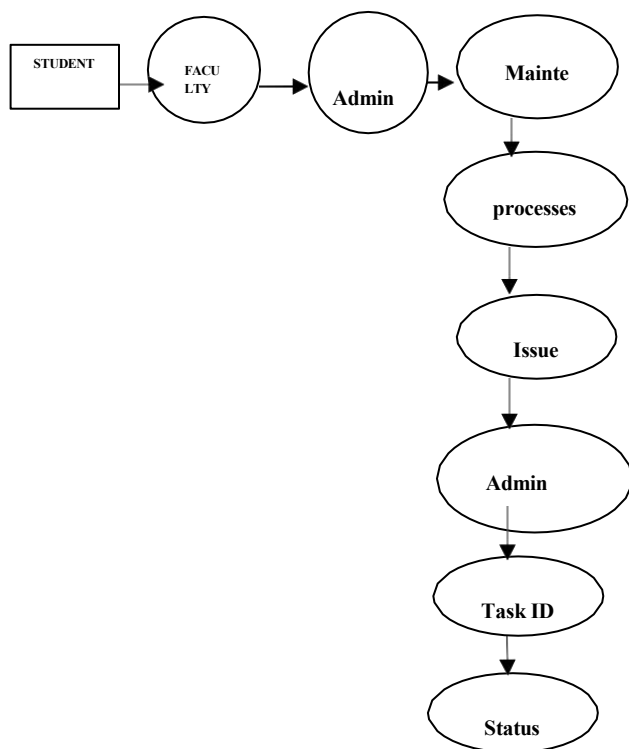 STUDENT
FACU
LTY
Admin
Mainte
processes
Issue
Admin
Task ID
Status